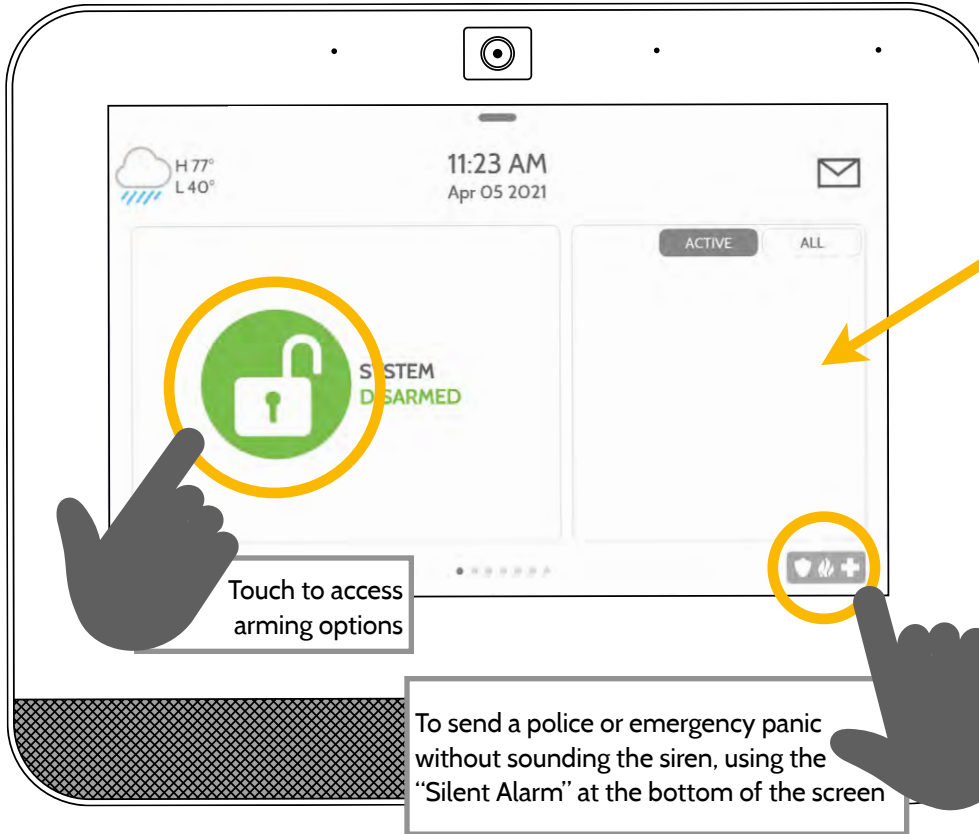 H 77°
L 40°
11:23 AM
Apr 05 2021
ACTIVE
ALL
SYSTEM
DISARMED
Touch to access
arming options
To send a police or emergency panic
without sounding the siren, using the
“Silent Alarm” at the bottom of the screen